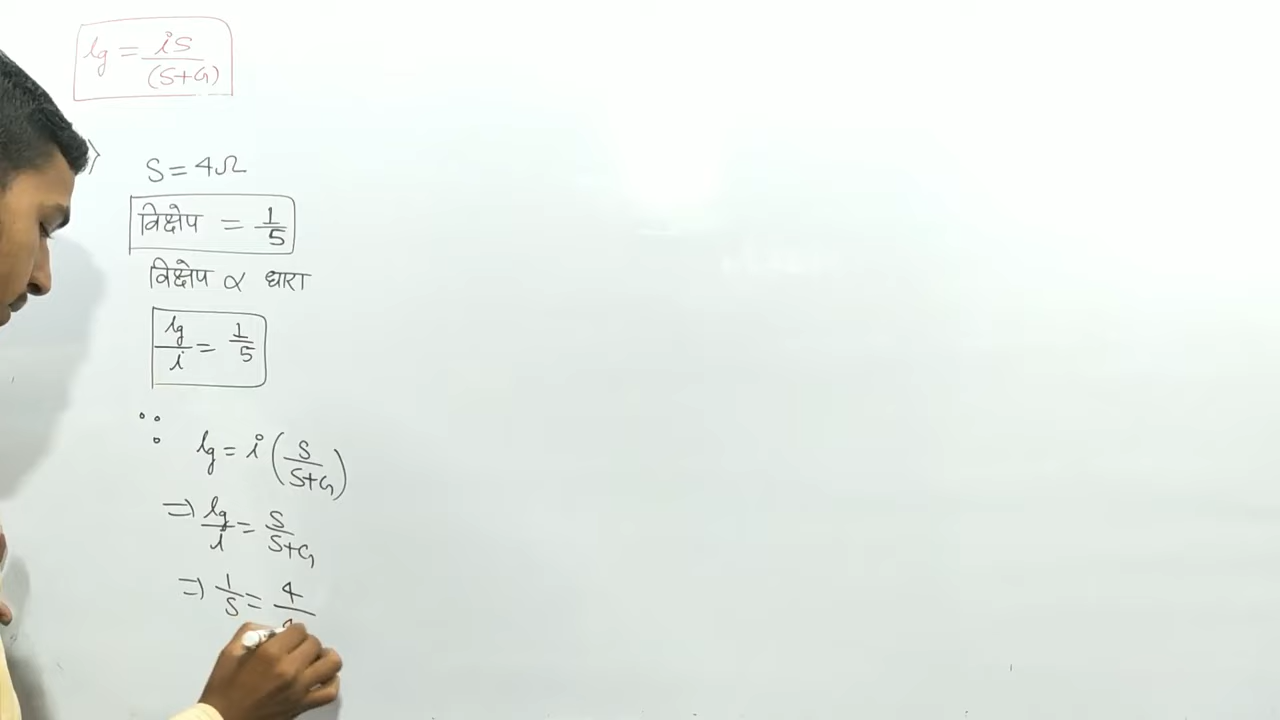 ig = iS / (S+G)
S = 4Ω
विक्षेप = 1/5
विक्षेप ∝ धारा
ig/i = 1/5
∵ ig = i (S/(S+G))
⇒ ig/i = S/(S+G)
⇒ 1/5 = 4/